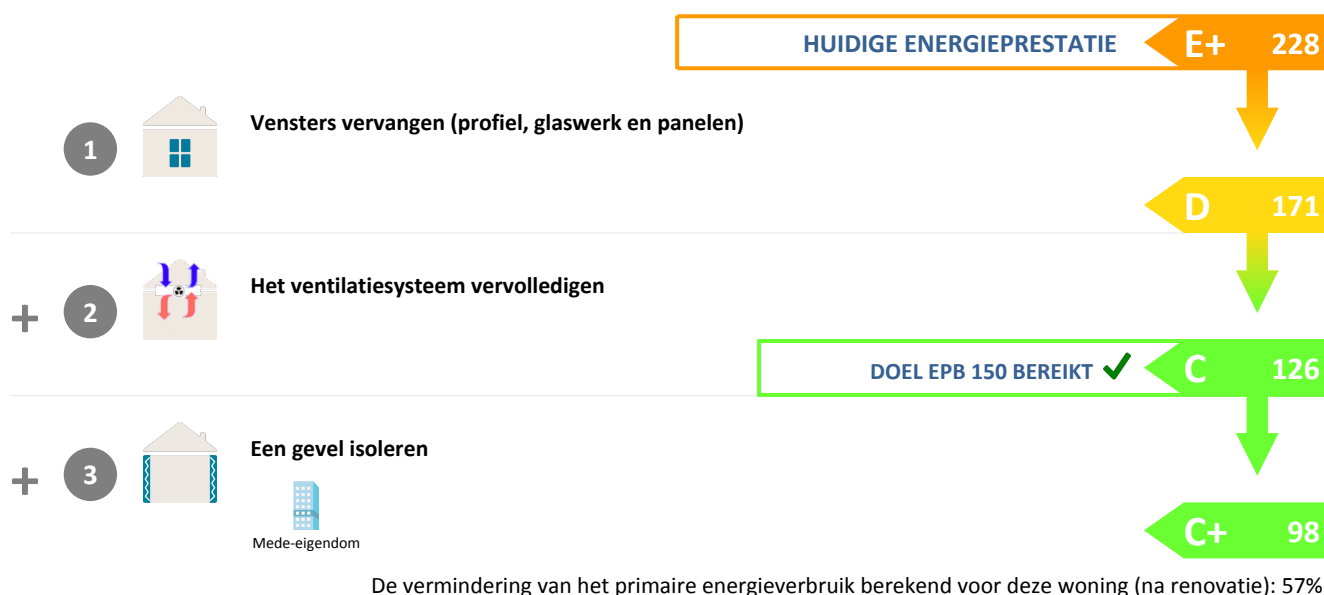 HUIDIGE ENERGIEPRESTATIE E+ 228
1 Vensters vervangen (profiel, glaswerk en panelen)
D 171
+ 2 Het ventilatiesysteem vervolledigen
DOEL EPB 150 BEREIKT ✓ C 126
+ 3 Een gevel isoleren
Mede-eigendom
C+ 98
De vermindering van het primaire energieverbruik berekend voor deze woning (na renovatie): 57%